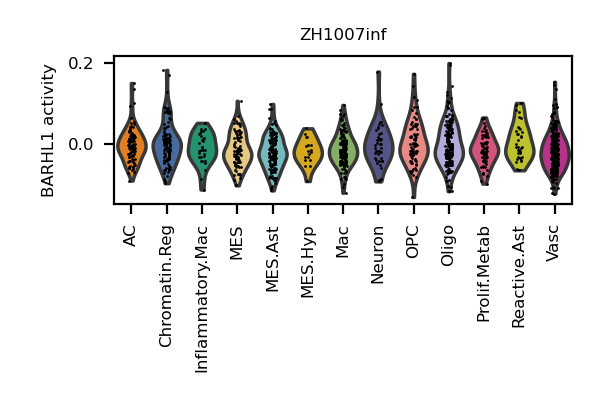 ZH1007inf
BARHL1 activity
0.2
0.0
AC
Chromatin.Reg
Inflammatory.Mac
MES
MES.Ast
MES.Hyp
Mac
Neuron
OPC
Oligo
Prolif.Metab
Reactive.Ast
Vasc